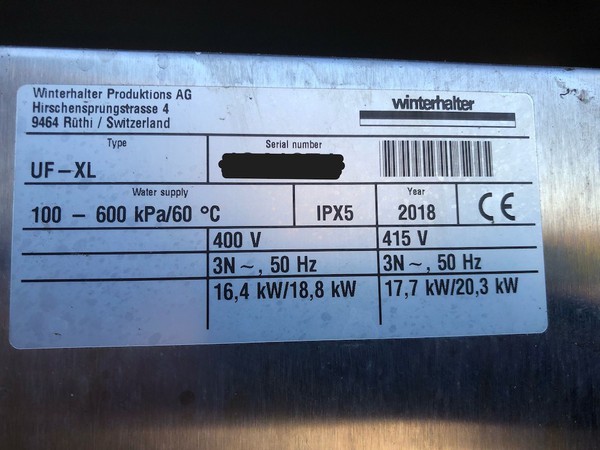 Winterhalter Produktions AG
Hirschensprungstrasse 4
9464 Rüthi / Switzerland
winterhalter
Type
UF-XL
Serial number
Water supply
100 - 600 kPa/60 °C
IPX5
Year
2018
CE
400 V
415 V
3N ~, 50 Hz
3N ~, 50 Hz
16,4 kW/18,8 kW
17,7 kW/20,3 kW